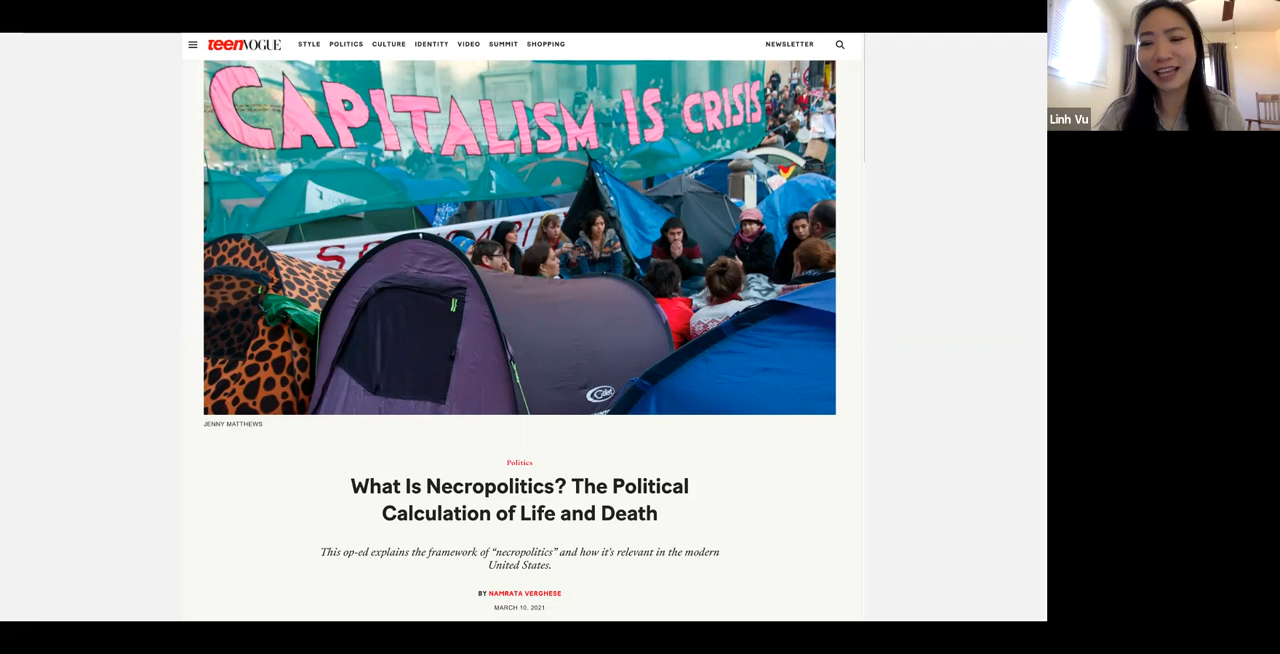 teenVOGUE STYLE POLITICS CULTURE IDENTITY VIDEO SUMMIT SHOPPING NEWSLETTER
Linh Vu
CAPITALISM IS CRISIS
JENNY MATTHEWS
Politics
What Is Necropolitics? The Political
Calculation of Life and Death
This op-ed explains the framework of “necropolitics” and how it's relevant in the modern
United States.
BY NAMRATA VERGHESE
MARCH 10, 2021